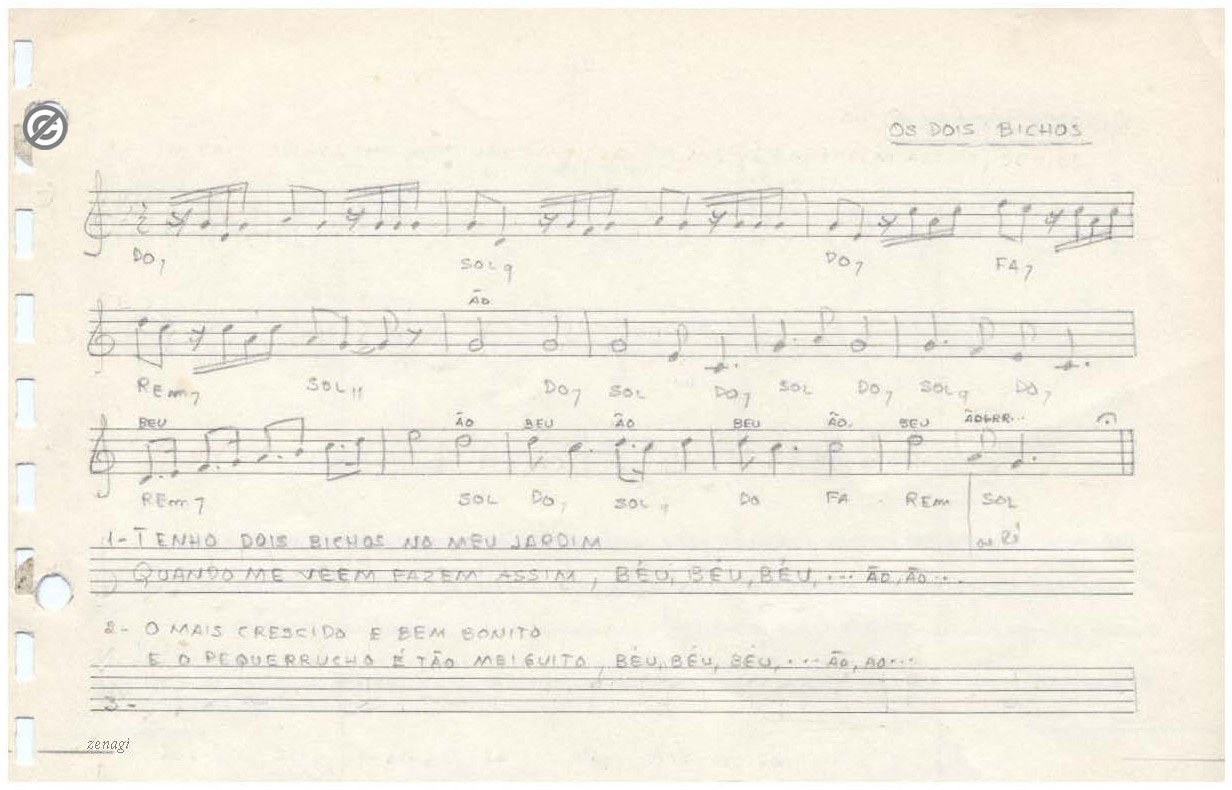 OS DOIS BICHOS
DO7 SOL9 DO7 FA7
ÃO
REm7 SOL11 DO7 SOL DO7 SOL DO7 SOL9 DO7
BEU ÃO BEU ÃO BEU ÃO. BEU ÃOARR...
REm7 SOL DO7 SOL9 DO FA REm SOL
ou Ré
1- TENHO DOIS BICHOS NO MEU JARDIM
QUANDO ME VEEM FAZEM ASSIM, BÉU, BÉU, BÉU, ... ÃO, ÃO...
2- O MAIS CRESCIDO E BEM BONITO
E O PEQUERRUCHO É TÃO MEIGUITO, BÉU, BÉU, BÉU, ... ÃO, AO...
3-
zenagi